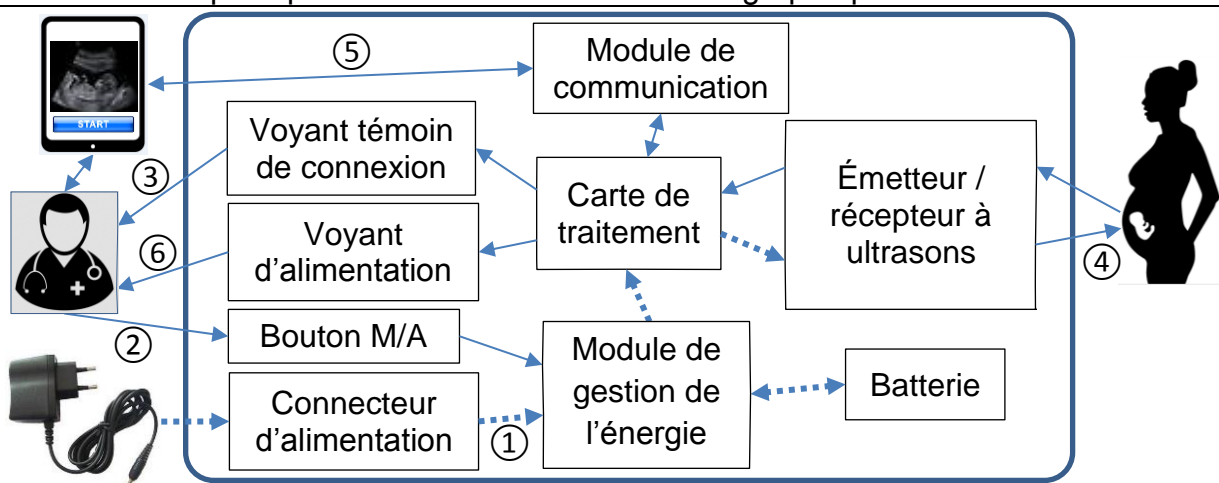 ⑤
Module de
communication
START
Voyant témoin
de connexion
③
Carte de
traitement
Émetteur /
récepteur à
ultrasons
Voyant
d'alimentation
⑥
④
②
Bouton M/A
Module de
gestion de
l'énergie
Batterie
Connecteur
d'alimentation
①